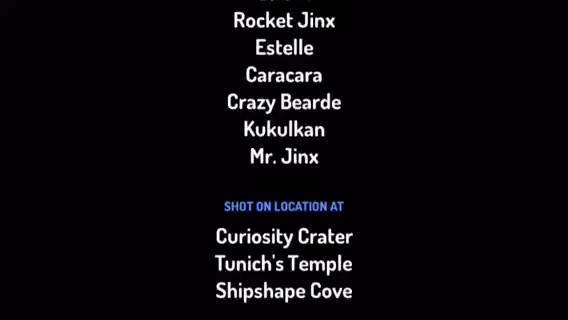 Rocket Jinx
Estelle
Caracara
Crazy Bearde
Kukulkan
Mr. Jinx
SHOT ON LOCATION AT
Curiosity Crater
Tunich's Temple
Shipshape Cove